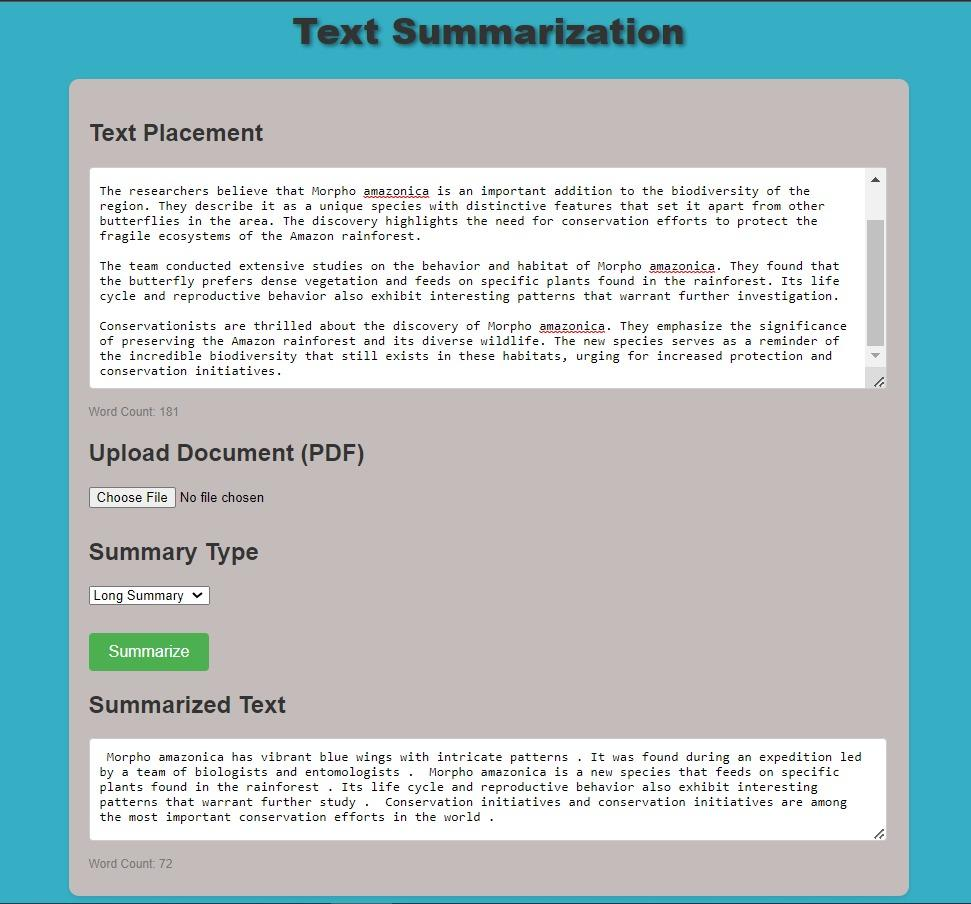 Text Summarization
Text Placement
The researchers believe that Morpho amazonica is an important addition to the biodiversity of the
region. They describe it as a unique species with distinctive features that set it apart from other
butterflies in the area. The discovery highlights the need for conservation efforts to protect the
fragile ecosystems of the Amazon rainforest.
The team conducted extensive studies on the behavior and habitat of Morpho amazonica. They found that
the butterfly prefers dense vegetation and feeds on specific plants found in the rainforest. Its life
cycle and reproductive behavior also exhibit interesting patterns that warrant further investigation.
Conservationists are thrilled about the discovery of Morpho amazonica. They emphasize the significance
of preserving the Amazon rainforest and its diverse wildlife. The new species serves as a reminder of
the incredible biodiversity that still exists in these habitats, urging for increased protection and
conservation initiatives.
Word Count: 181
Upload Document (PDF)
Choose File No file chosen
Summary Type
Long Summary
Summarize
Summarized Text
Morpho amazonica has vibrant blue wings with intricate patterns . It was found during an expedition led
by a team of biologists and entomologists .  Morpho amazonica is a new species that feeds on specific
plants found in the rainforest . Its life cycle and reproductive behavior also exhibit interesting
patterns that warrant further study .  Conservation initiatives and conservation initiatives are among
the most important conservation efforts in the world .
Word Count: 72